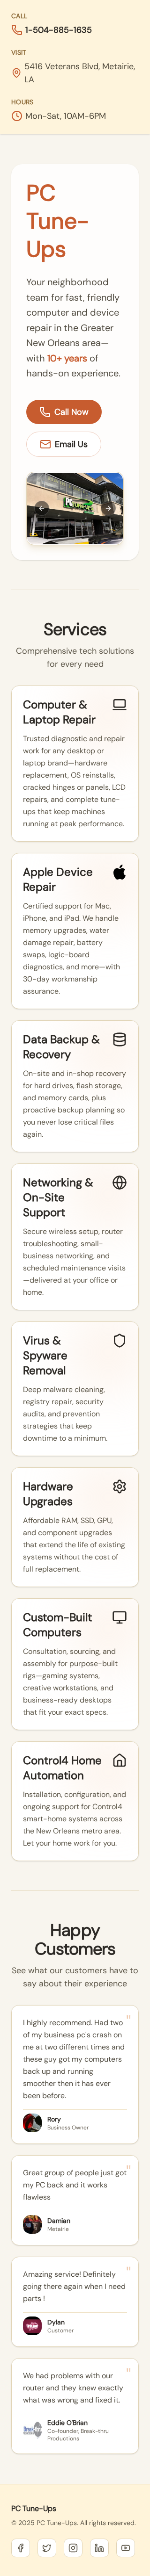 CALL
1-504-885-1635
VISIT
5416 Veterans Blvd, Metairie,
LA
HOURS
Mon-Sat, 10AM-6PM
PC
Tune-
Ups
Your neighborhood
team for fast, friendly
computer and device
repair in the Greater
New Orleans area—
with 10+ years of
hands-on experience.
Call Now
Email Us
Services
Comprehensive tech solutions
for every need
Computer &
Laptop Repair
Trusted diagnostic and repair
work for any desktop or
laptop brand—hardware
replacement, OS reinstalls,
cracked hinges or panels, LCD
repairs, and complete tune-
ups that keep machines
running at peak performance.
Apple Device
Repair
Certified support for Mac,
iPhone, and iPad. We handle
memory upgrades, water
damage repair, battery
swaps, logic-board
diagnostics, and more—with
30-day workmanship
assurance.
Data Backup &
Recovery
On-site and in-shop recovery
for hard drives, flash storage,
and memory cards, plus
proactive backup planning so
you never lose critical files
again.
Networking &
On-Site
Support
Secure wireless setup, router
troubleshooting, small-
business networking, and
scheduled maintenance visits
—delivered at your office or
home.
Virus &
Spyware
Removal
Deep malware cleaning,
registry repair, security
audits, and prevention
strategies that keep
downtime to a minimum.
Hardware
Upgrades
Affordable RAM, SSD, GPU,
and component upgrades
that extend the life of existing
systems without the cost of
full replacement.
Custom-Built
Computers
Consultation, sourcing, and
assembly for purpose-built
rigs—gaming systems,
creative workstations, and
business-ready desktops
that fit your exact specs.
Control4 Home
Automation
Installation, configuration, and
ongoing support for Control4
smart-home systems across
the New Orleans metro area.
Let your home work for you.
Happy
Customers
See what our customers have to
say about their experience
I highly recommend. Had two
of my business pc's crash on
me at two different times and
these guy got my computers
back up and running
smoother then it has ever
been before.
Rory
Business Owner
Great group of people just got
my PC back and it works
flawless
Damian
Metairie
Amazing service! Definitely
going there again when I need
parts !
Dylan
Customer
We had problems with our
router and they knew exactly
what was wrong and fixed it.
Eddie O'Brian
Co-founder, Break-thru
Productions
PC Tune-Ups
© 2025 PC Tune-Ups. All rights reserved.